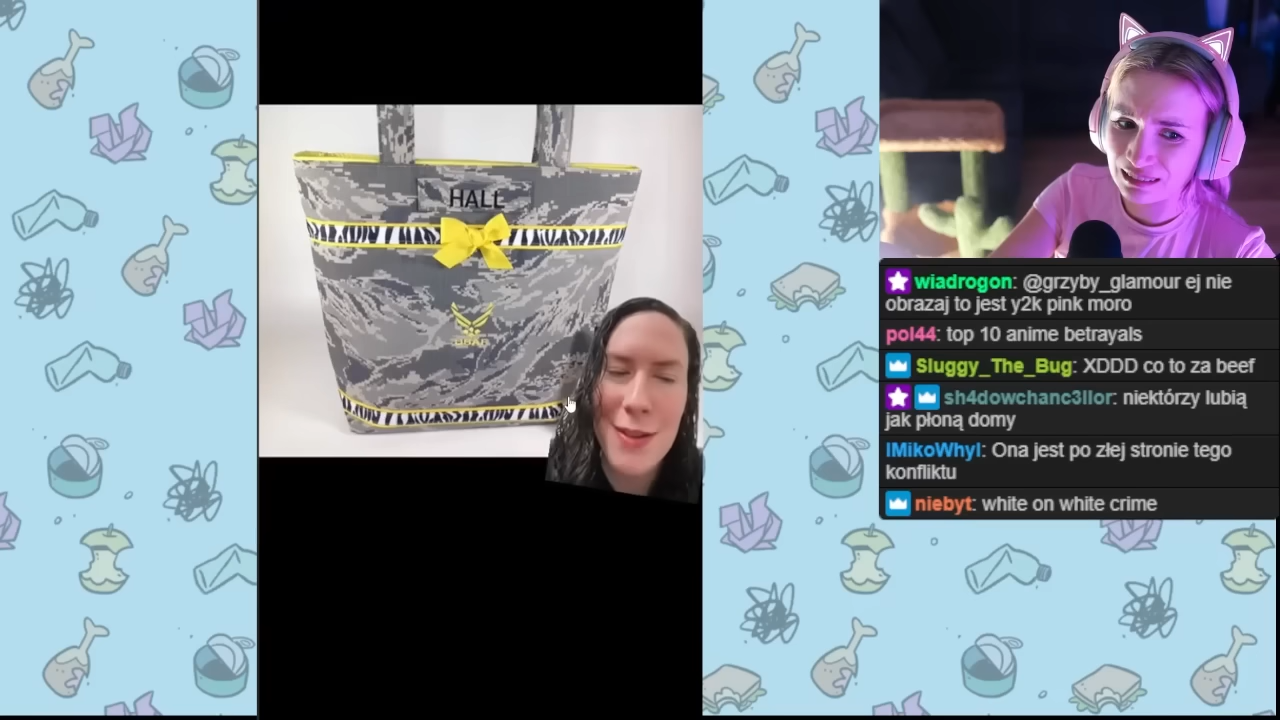 HALL
USAF
wiadrogon: @grzyby_glamour ej nie
obrazaj to jest y2k pink moro
pol44: top 10 anime betrayals
Sluggy_The_Bug: XDDD co to za beef
sh4dowchanc3llor: niektórzy lubią
jak płoną domy
IMikoWhyI: Ona jest po złej stronie tego
konfliktu
niebyt: white on white crime